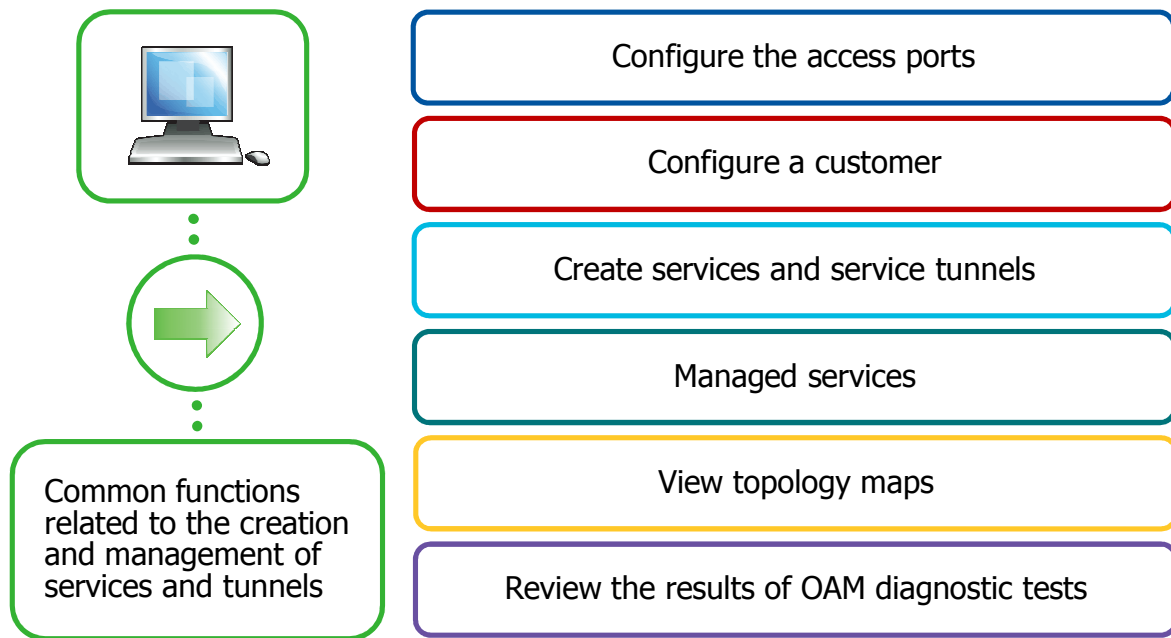 Configure the access ports
Configure a customer
Create services and service tunnels
Managed services
View topology maps
Review the results of OAM diagnostic tests
Common functions
related to the creation
and management of
services and tunnels